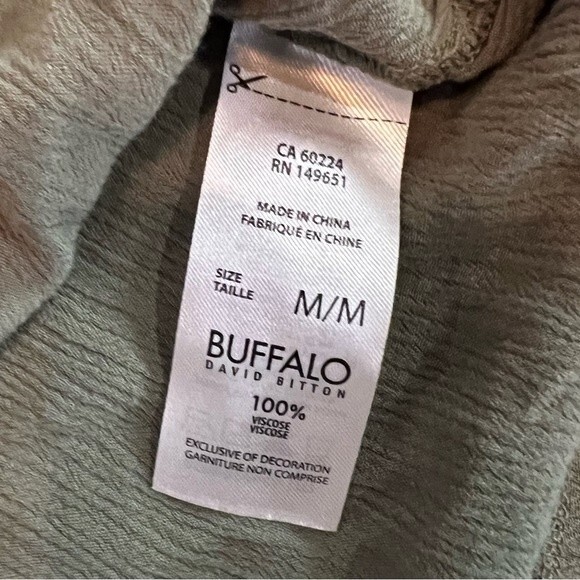 CA 60224
RN 149651
MADE IN CHINA
FABRIQUÉ EN CHINE
SIZE
TAILLE
M/M
BUFFALO
DAVID BITTON
100%
VISCOSE
VISCOSE
EXCLUSIVE OF DECORATION
GARNITURE NON COMPRISE